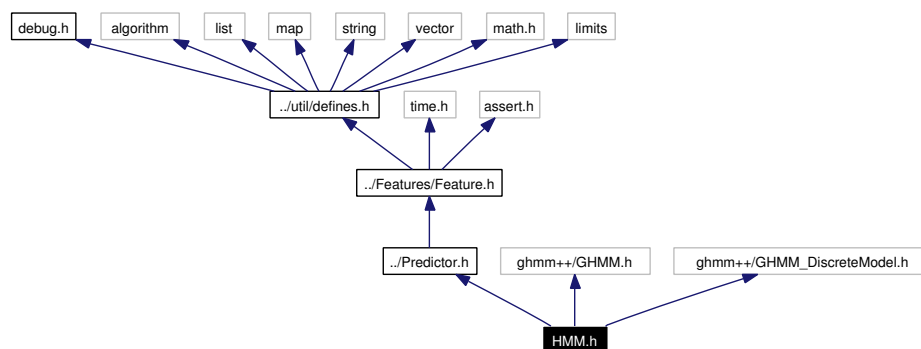 debug.h
algorithm
list
map
string
vector
math.h
limits
../util/defines.h
time.h
assert.h
../Features/Feature.h
../Predictor.h
ghmm++/GHMM.h
ghmm++/GHMM_DiscreteModel.h
HMM.h